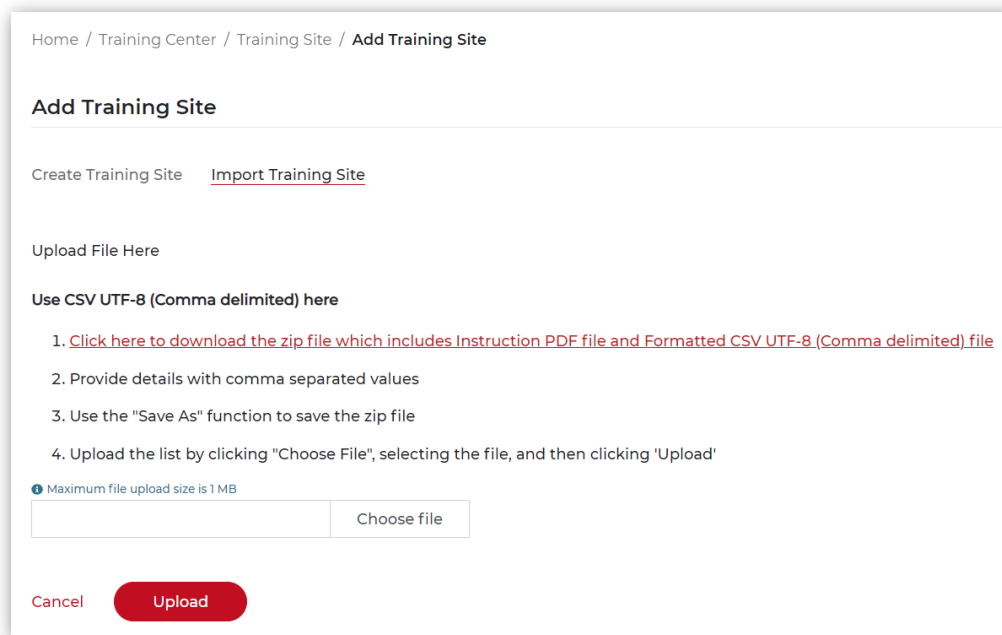 Home / Training Center / Training Site / Add Training Site
Add Training Site
Create Training Site Import Training Site
Upload File Here
Use CSV UTF-8 (Comma delimited) here
1. Click here to download the zip file which includes Instruction PDF file and Formatted CSV UTF-8 (Comma delimited) file
2. Provide details with comma separated values
3. Use the "Save As" function to save the zip file
4. Upload the list by clicking "Choose File", selecting the file, and then clicking 'Upload'
Maximum file upload size is 1 MB
Choose file
Cancel Upload